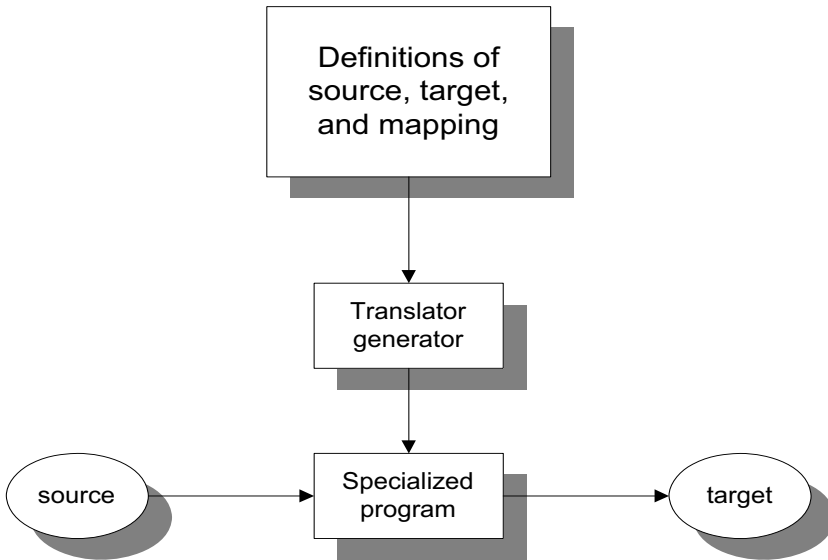 Definitions of
source, target,
and mapping
Translator
generator
source
Specialized
program
target